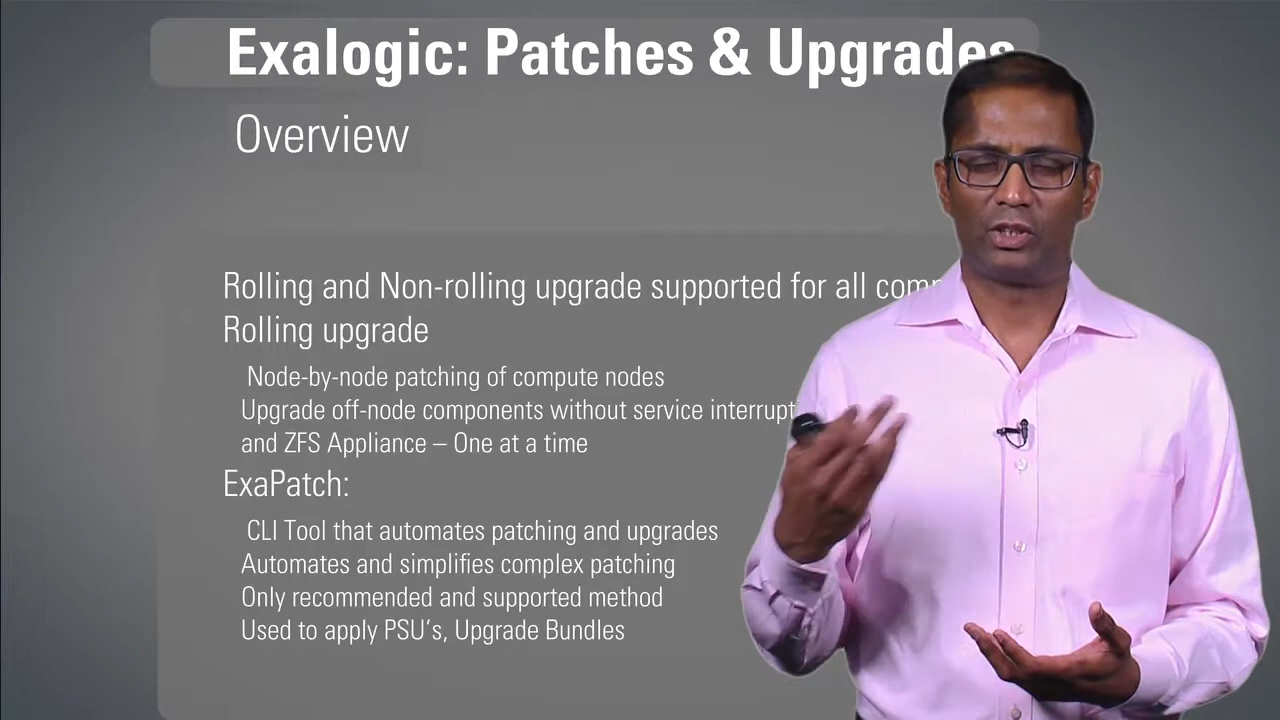 Exalogic: Patches & Upgrades
Overview
Rolling and Non-rolling upgrade supported for all
Rolling upgrade
Node-by-node patching of compute nodes
Upgrade off-node components without service
and ZFS Appliance – One at a time
ExaPatch:
CLI Tool that automates patching and upgrades
Automates and simplifies complex patching
Only recommended and supported method
Used to apply PSU's, Upgrade Bundles